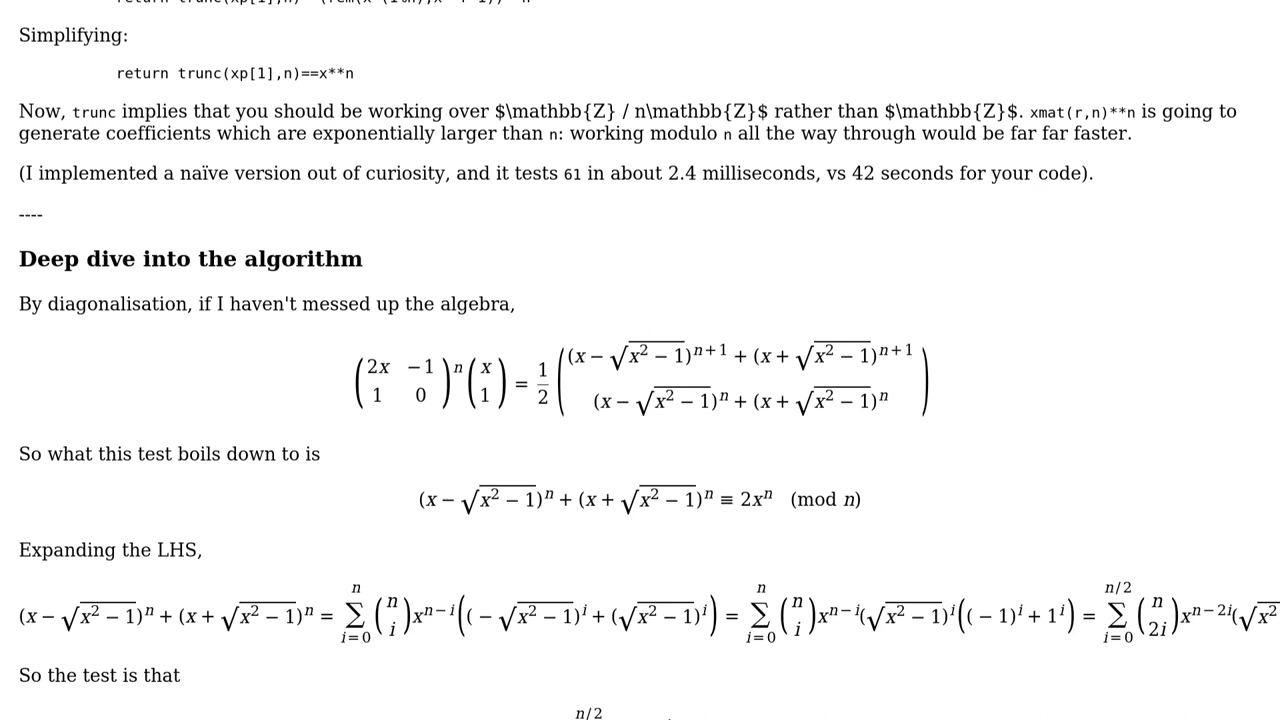 Simplifying:
return trunc(xp[1],n)==x**n
Now, trunc implies that you should be working over $\mathbb{Z} / n\mathbb{Z}$ rather than $\mathbb{Z}$. xmat(r,n)**n is going to
generate coefficients which are exponentially larger than n: working modulo n all the way through would be far far faster.
(I implemented a naïve version out of curiosity, and it tests 61 in about 2.4 milliseconds, vs 42 seconds for your code).
----
Deep dive into the algorithm
By diagonalisation, if I haven't messed up the algebra,
(2x −1 1 0)^n (x 1) = 1/2 ((x − √(x² − 1))^{n+1} + (x + √(x² − 1))^{n+1} (x − √(x² − 1))^n + (x + √(x² − 1))^n)
So what this test boils down to is
(x − √(x² − 1))^n + (x + √(x² − 1))^n ≡ 2x^n (mod n)
Expanding the LHS,
(x − √(x² − 1))^n + (x + √(x² − 1))^n = ∑_{i=0}^{n} (n i) x^{n−i} (( − √(x² − 1))^i + (√(x² − 1))^i) = ∑_{i=0}^{n} (n i) x^{n−i} (√(x² − 1))^i (( − 1)^i + 1^i) = ∑_{i=0}^{n/2} (n 2i) x^{n−2i} (√x²
So the test is that
n/2